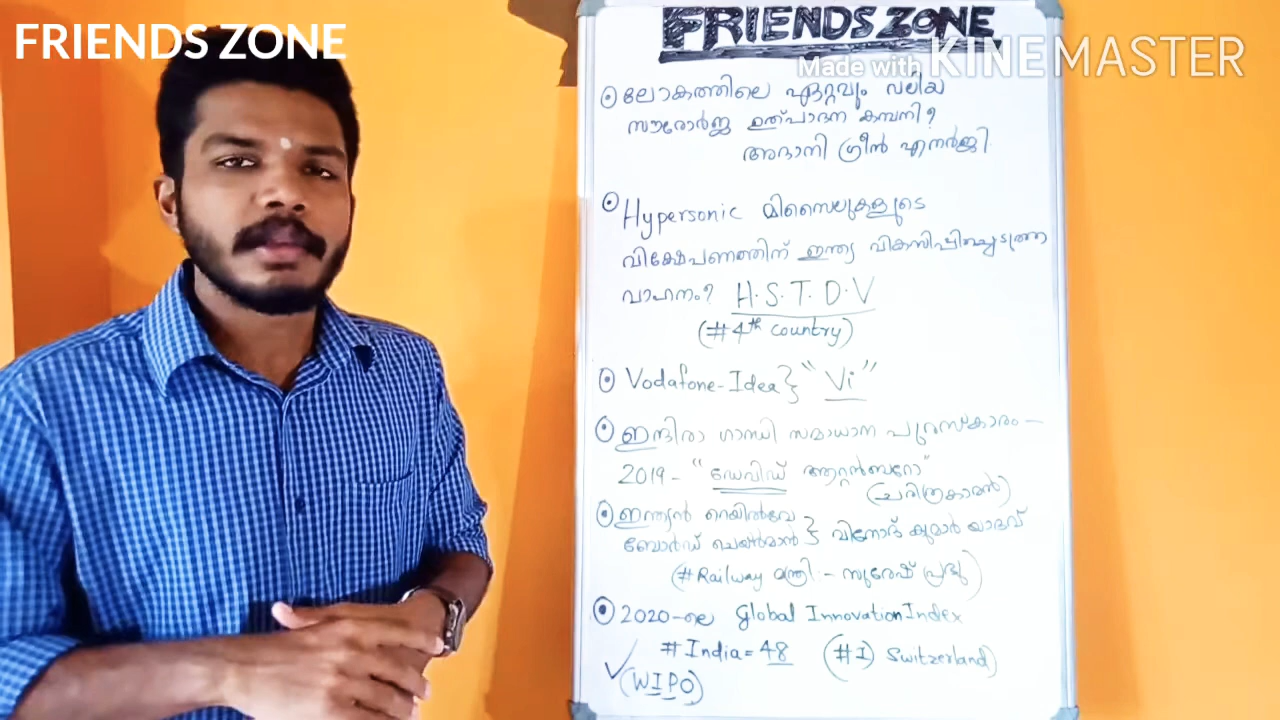 FRIENDS ZONE
FRIENDS ZONE
Made with KINEMASTER
ലോകത്തിലെ ഏറ്റവും വലിയ
സൗരോർജ്ജ ഉത്പാദന കമ്പനി?
അദാനി ഗ്രീൻ എനർജി
Hypersonic മിസൈലുകളുടെ
വിക്ഷേപണത്തിന് ഇന്ത്യ വികസിപ്പിച്ചെടുത്ത
വാഹനം? H.S.T.D.V
(#4th country)
Vodafone-Idea} "Vi"
ഇന്ദിരാ ഗാന്ധി സമാധാന പുരസ്കാരം -
2019 - "ഡേവിഡ് ആറ്റൻബറോ"
(ചരിത്രകാരൻ)
ഇന്ത്യൻ റെയിൽവേ
ബോർഡ് ചെയർമാൻ } വിനോദ് കുമാർ യാദവ്
(#Railway മന്ത്രി :- സുരേഷ് പ്രഭു)
2020-ലെ Global Innovation Index
#India = 48 (#1) Switzerland)
(WIPO)